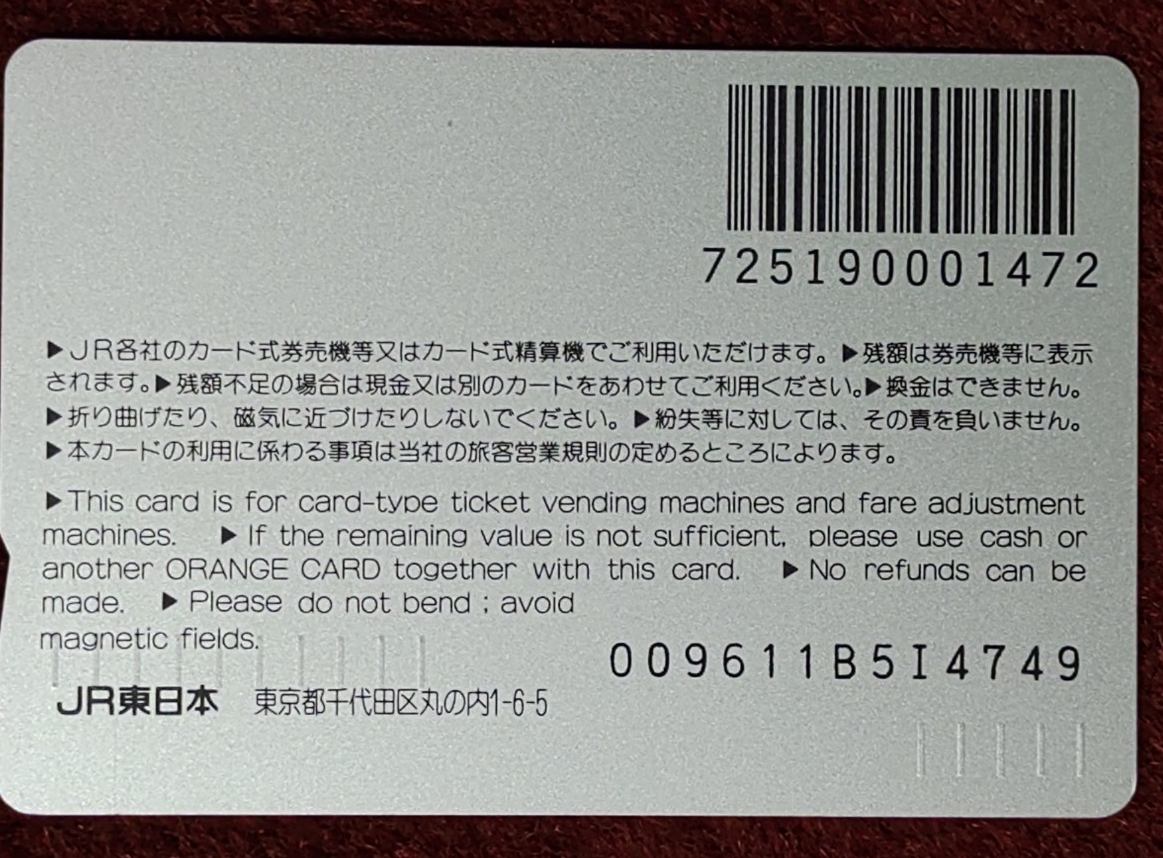 725190001472
▶JR各社のカード式券売機等又はカード式精算機でご利用いただけます。▶残額は券売機等に表示
されます。▶残額不足の場合は現金又は別のカードをあわせてご利用ください。▶換金はできません。
▶折り曲げたり、磁気に近づけたりしないでください。▶紛失等に対しては、その責を負いません。
▶本カードの利用に係わる事項は当社の旅客営業規則の定めるところによります。
▶This card is for card-type ticket vending machines and fare adjustment
machines. ▶If the remaining value is not sufficient, please use cash or
another ORANGE CARD together with this card. ▶No refunds can be
made. ▶Please do not bend ; avoid
magnetic fields.
009611B5I4749
JR東日本 東京都千代田区丸の内1-6-5